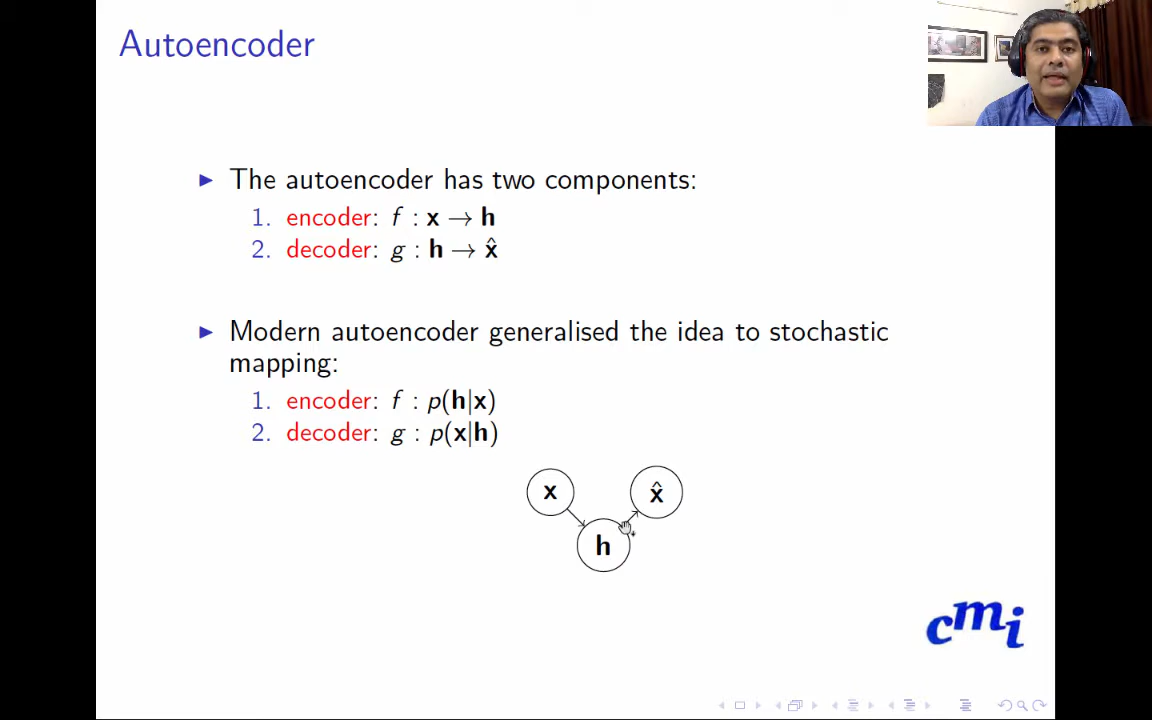 Autoencoder
▶ The autoencoder has two components:
1. encoder: f : x → h
2. decoder: g : h → x̂
▶ Modern autoencoder generalised the idea to stochastic
mapping:
1. encoder: f : p(h|x)
2. decoder: g : p(x|h)
x x̂
h
cmi